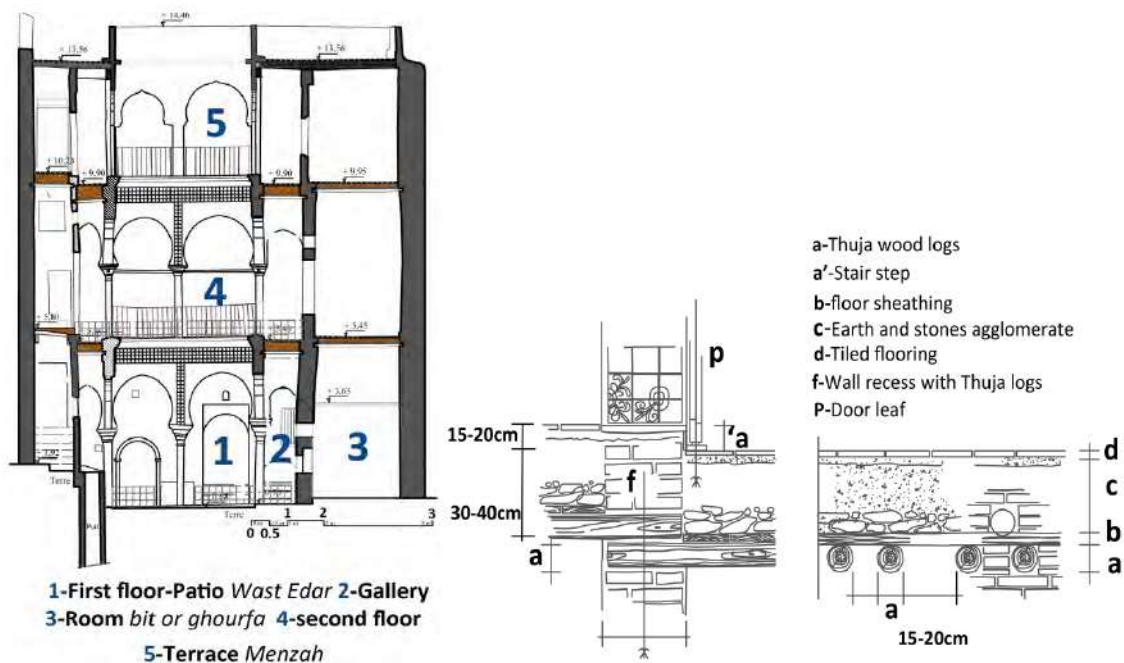 + 14,46
+ 13,56
+ 13,56
5
+ 10,23
+ 9,90
+ 9,90
+ 9,95
4
+ 5,80
+ 5,45
+ 3,65
1
2
3
Terre
Terre
1 2 3
0 0.5
1-First floor-Patio Wast Edar 2-Gallery
3-Room bit or ghourfa 4-second floor
5-Terrace Menzah
p
15-20cm
'a
f
30-40cm
a
a-Thuja wood logs
a'-Stair step
b-floor sheathing
c-Earth and stones agglomerate
d-Tiled flooring
f-Wall recess with Thuja logs
P-Door leaf
d
c
b
a
a
15-20cm